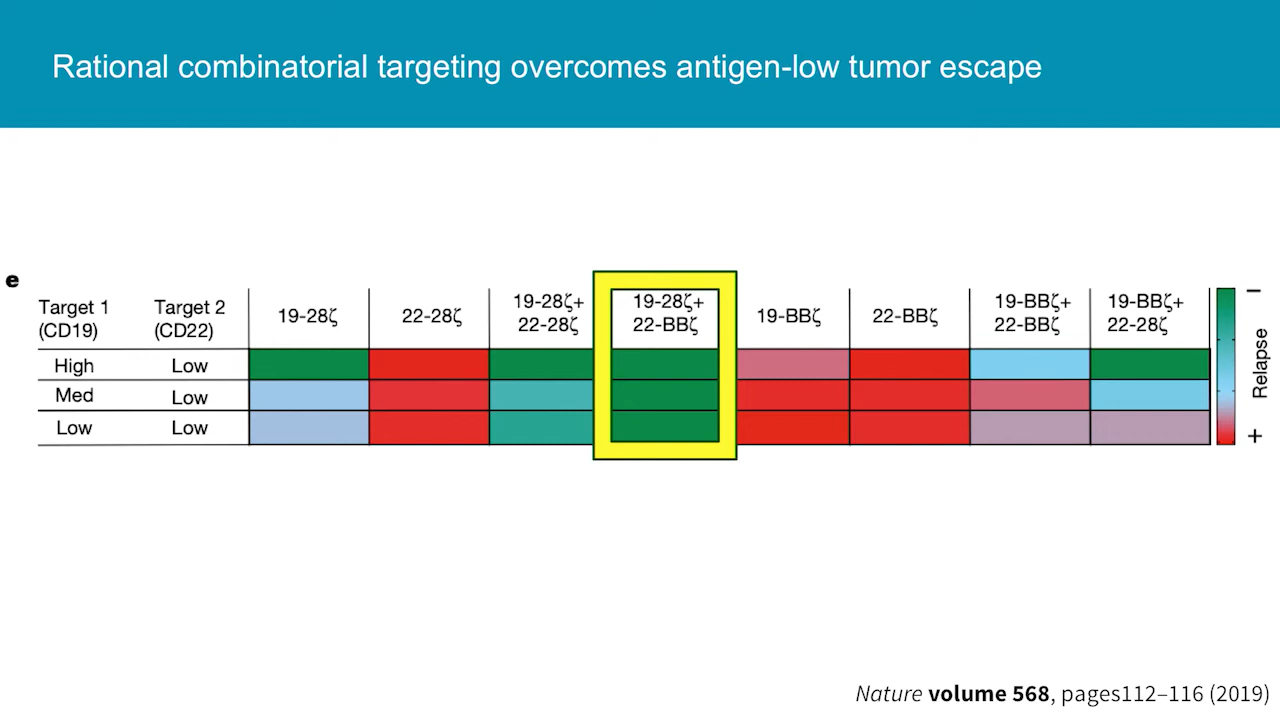 Rational combinatorial targeting overcomes antigen-low tumor escape
e
Target 1 (CD19) Target 2 (CD22) 19-28ζ 22-28ζ 19-28ζ+ 22-28ζ 19-28ζ+ 22-BBζ 19-BBζ 22-BBζ 19-BBζ+ 22-BBζ 19-BBζ+ 22-28ζ
High Low
Med Low
Low Low
−
Relapse
+
Nature volume 568, pages112–116 (2019)